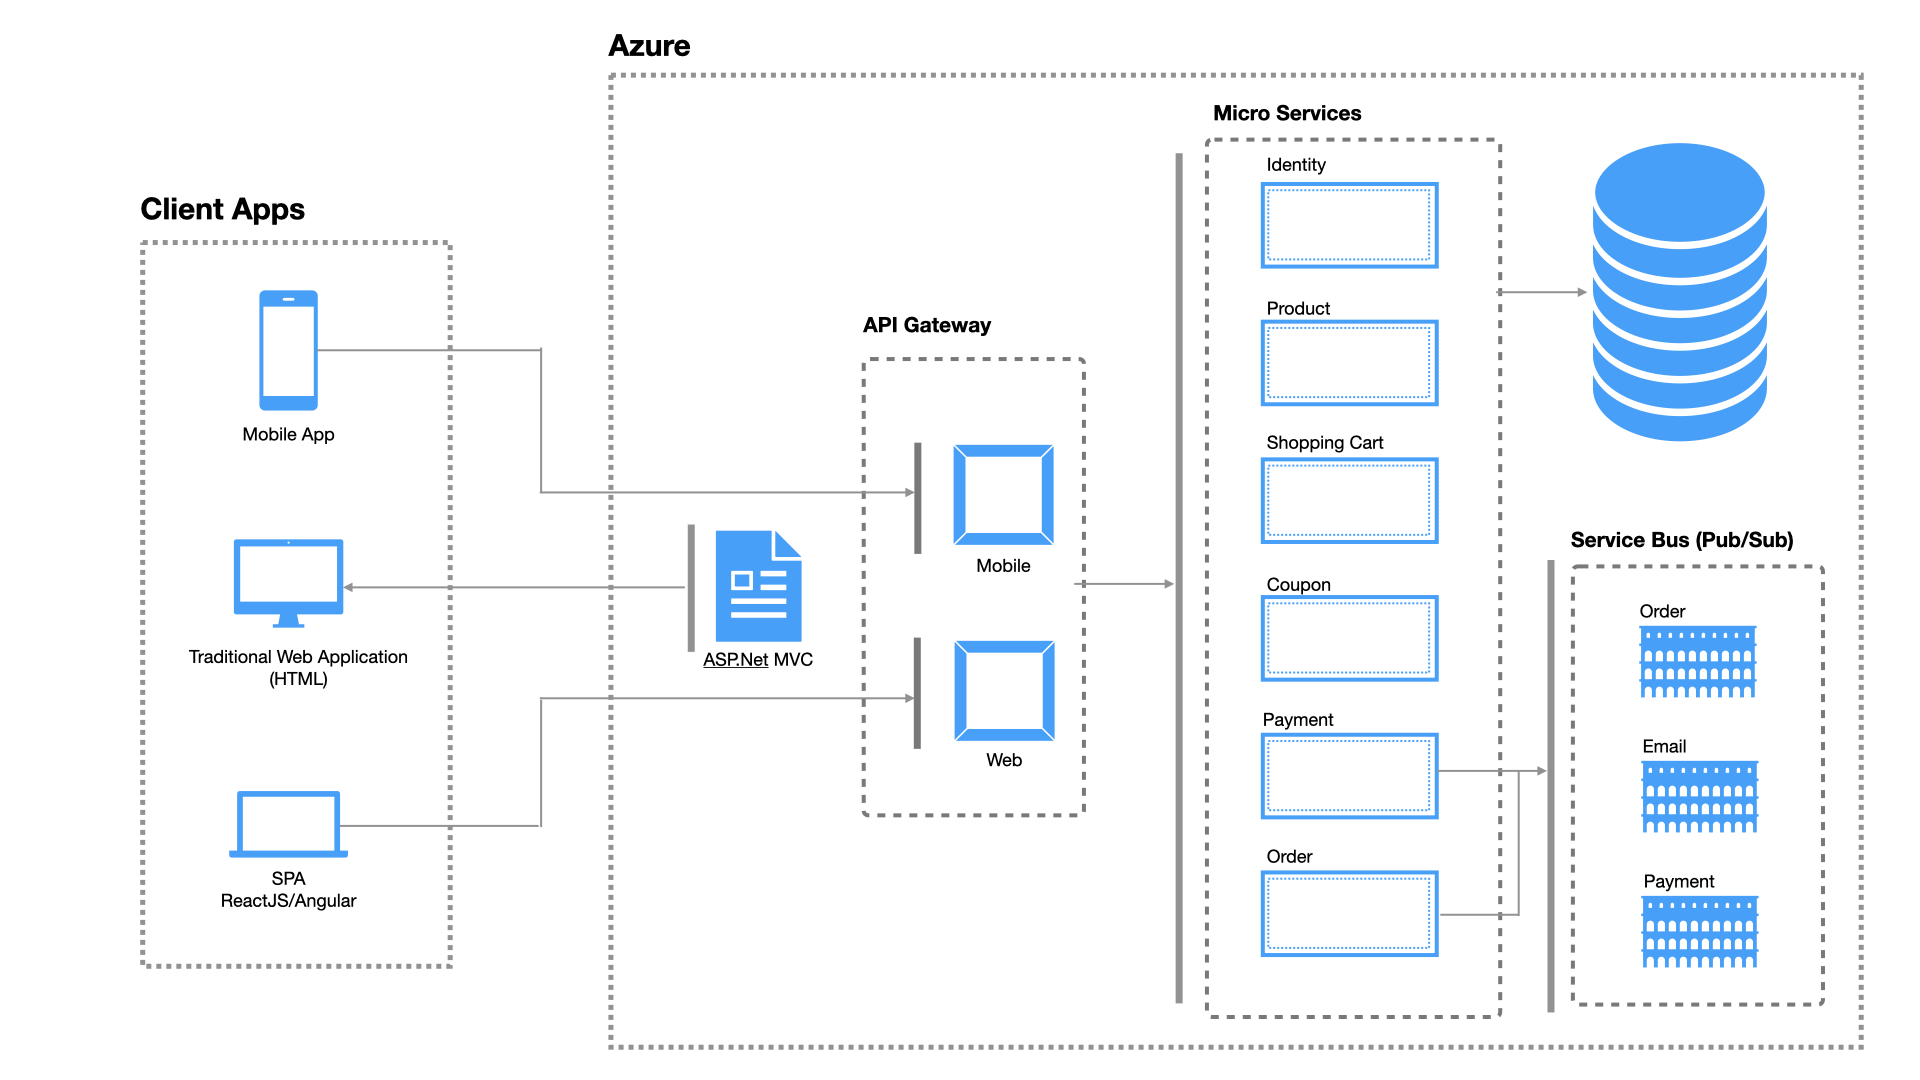 Azure
Client Apps
Mobile App
Traditional Web Application
(HTML)
SPA
ReactJS/Angular
ASP.Net MVC
API Gateway
Mobile
Web
Micro Services
Identity
Product
Shopping Cart
Coupon
Payment
Order
Service Bus (Pub/Sub)
Order
Email
Payment